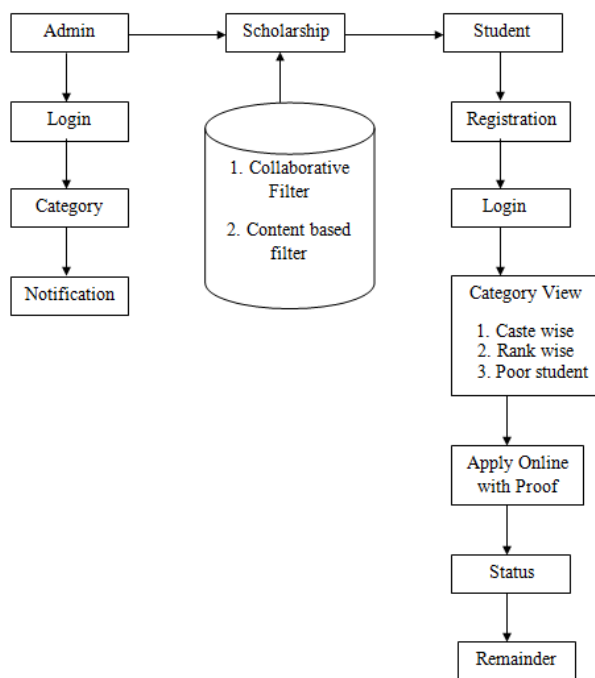 Admin
Scholarship
Student
Login
Category
Notification
1. Collaborative
Filter
2. Content based
filter
Registration
Login
Category View
1. Caste wise
2. Rank wise
3. Poor student
Apply Online
with Proof
Status
Remainder